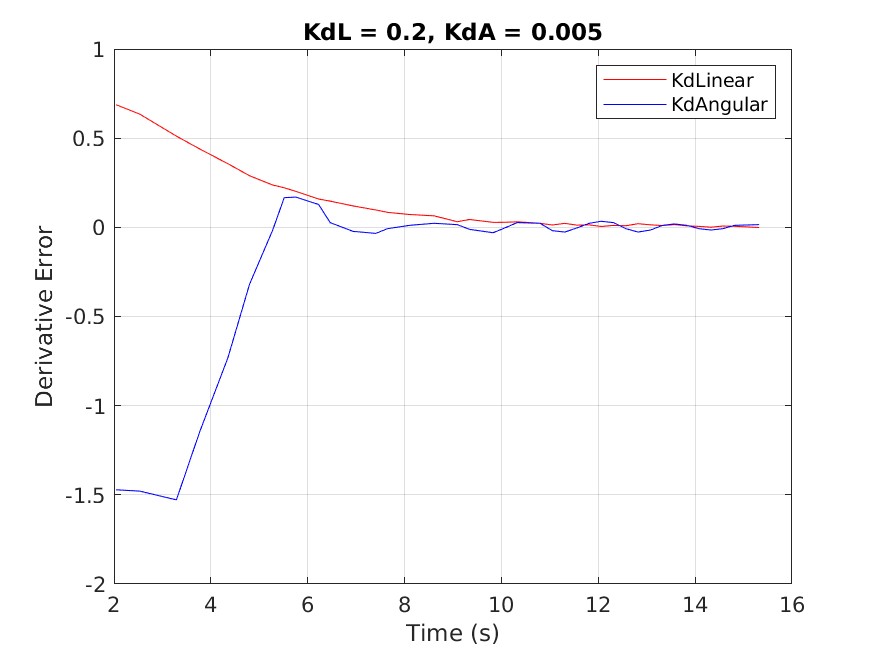 KdL = 0.2, KdA = 0.005
1
0.5
0
-0.5
-1
-1.5
-2
Derivative Error
KdLinear
KdAngular
2 4 6 8 10 12 14 16
Time (s)